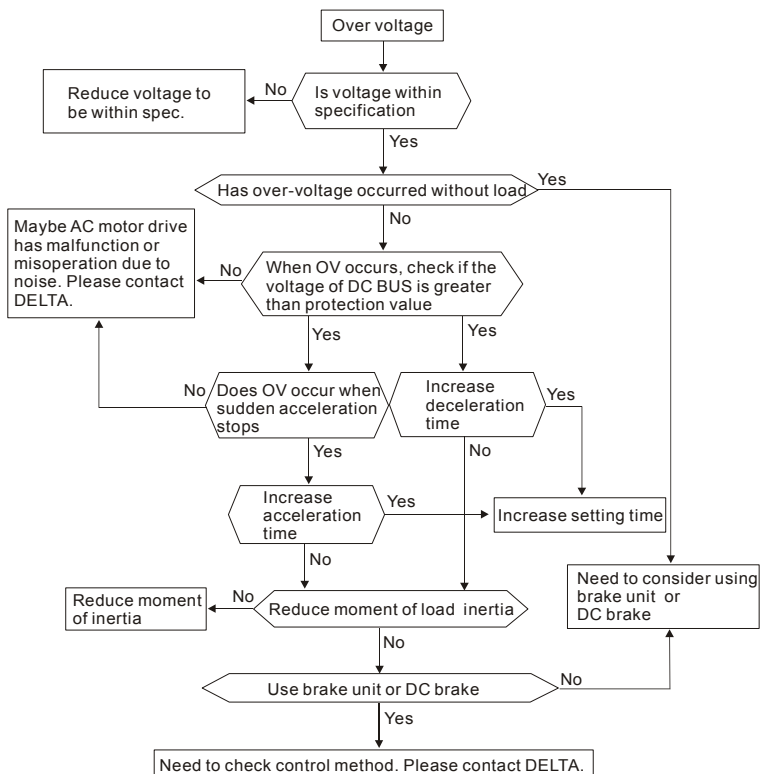 Over voltage
Reduce voltage to
be within spec.
No
Is voltage within
specification
Yes
Has over-voltage occurred without load
Yes
No
Maybe AC motor drive
has malfunction or
misoperation due to
noise. Please contact
DELTA.
No
When OV occurs, check if the
voltage of DC BUS is greater
than protection value
Yes
Yes
No
Does OV occur when
sudden acceleration
stops
Increase
deceleration
time
Yes
Yes
No
Increase
acceleration
time
Yes
Increase setting time
No
Reduce moment
of inertia
No
Reduce moment of load inertia
Need to consider using
brake unit or
DC brake
No
Use brake unit or DC brake
No
Yes
Need to check control method. Please contact DELTA.